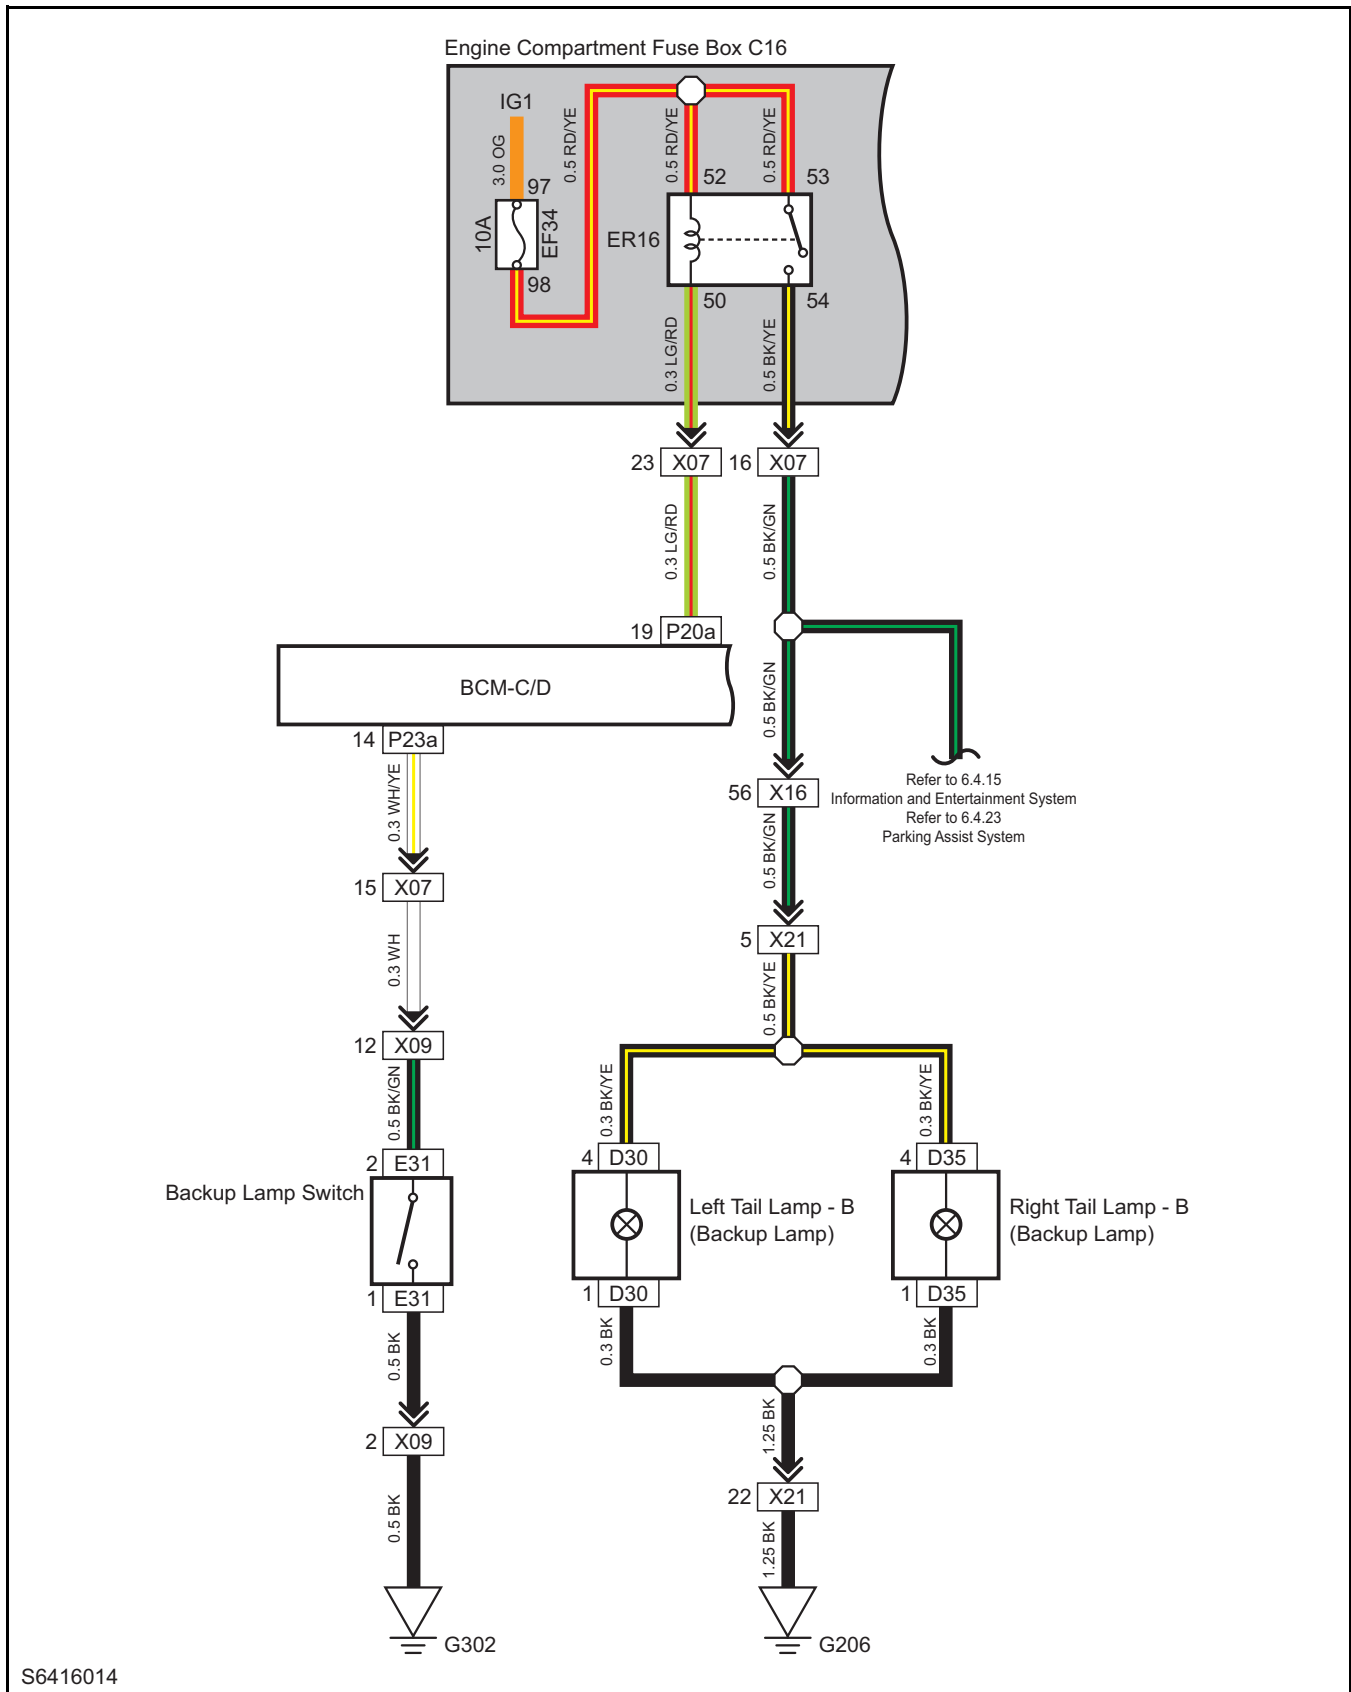 Engine Compartment Fuse Box C16
IG1
3.0 OG
97
10A
EF34
98
0.5 RD/YE
0.5 RD/YE
0.5 RD/YE
52
53
ER16
50
54
0.3 LG/RD
0.5 BK/YE
23 X07
16 X07
0.3 LG/RD
0.5 BK/GN
19 P20a
BCM-C/D
14 P23a
0.3 WH/YE
0.5 BK/GN
56 X16
Refer to 6.4.15
Information and Entertainment System
Refer to 6.4.23
Parking Assist System
15 X07
0.5 BK/GN
0.3 WH
5 X21
12 X09
0.5 BK/YE
0.5 BK/GN
0.3 BK/YE
0.3 BK/YE
2 E31
4 D30
4 D35
Backup Lamp Switch
Left Tail Lamp - B
(Backup Lamp)
Right Tail Lamp - B
(Backup Lamp)
1 E31
1 D30
1 D35
0.5 BK
0.3 BK
0.3 BK
2 X09
1.25 BK
22 X21
0.5 BK
1.25 BK
G302
G206
S6416014